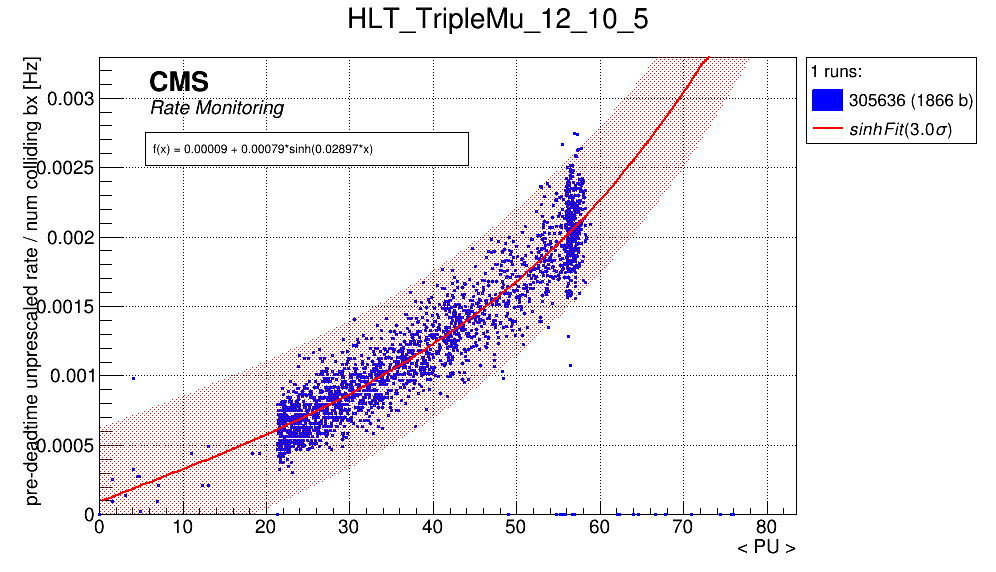 HLT_TripleMu_12_10_5
pre-deadtime unprescaled rate / num colliding bx [Hz]
CMS
Rate Monitoring
f(x) = 0.00009 + 0.00079*sinh(0.02897*x)
0.003
0.0025
0.002
0.0015
0.001
0.0005
0
0 10 20 30 40 50 60 70 80
< PU >
1 runs:
305636 (1866 b)
sinhFit(3.0σ)